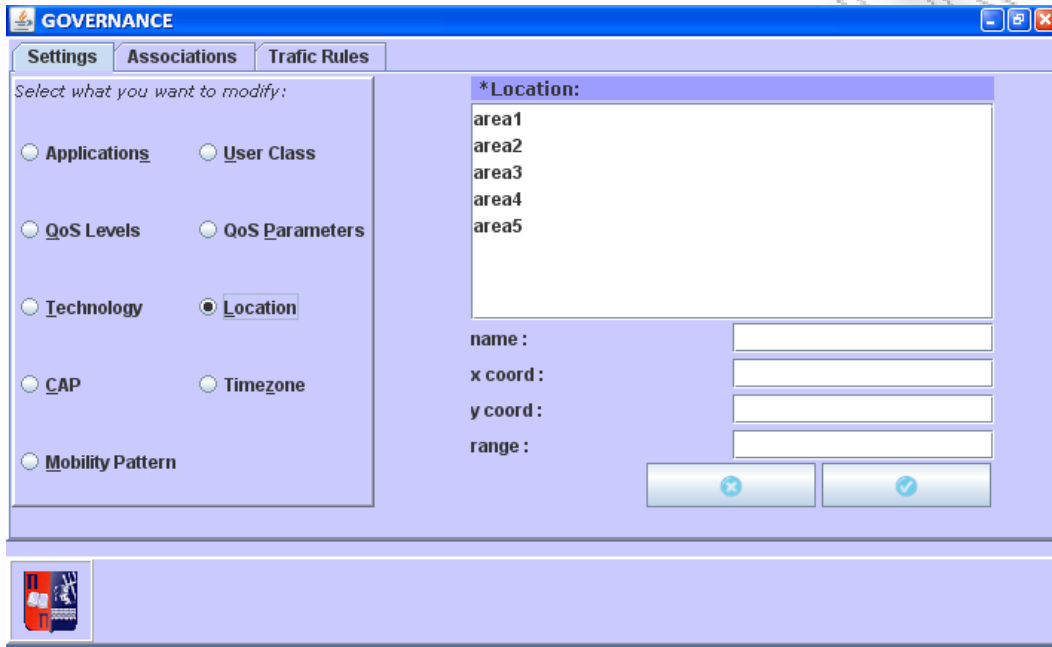 GOVERNANCE
Settings Associations Trafic Rules
Select what you want to modify:
Applications User Class
QoS Levels QoS Parameters
Technology Location
CAP Timezone
Mobility Pattern
*Location:
area1
area2
area3
area4
area5
name :
x coord :
y coord :
range :
Π
Π